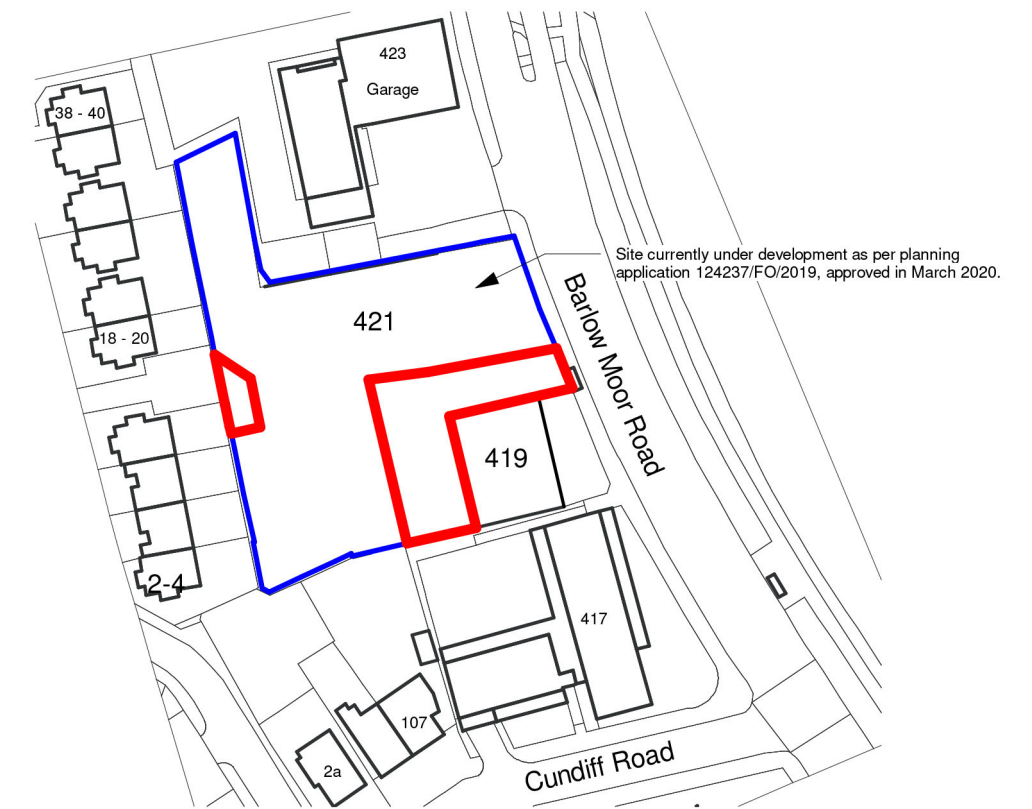 423
Garage
38 - 40
Site currently under development as per planning
application 124237/FO/2019, approved in March 2020.
421
Barlow Moor Road
18 - 20
419
2-4
417
107
2a
Cundiff Road